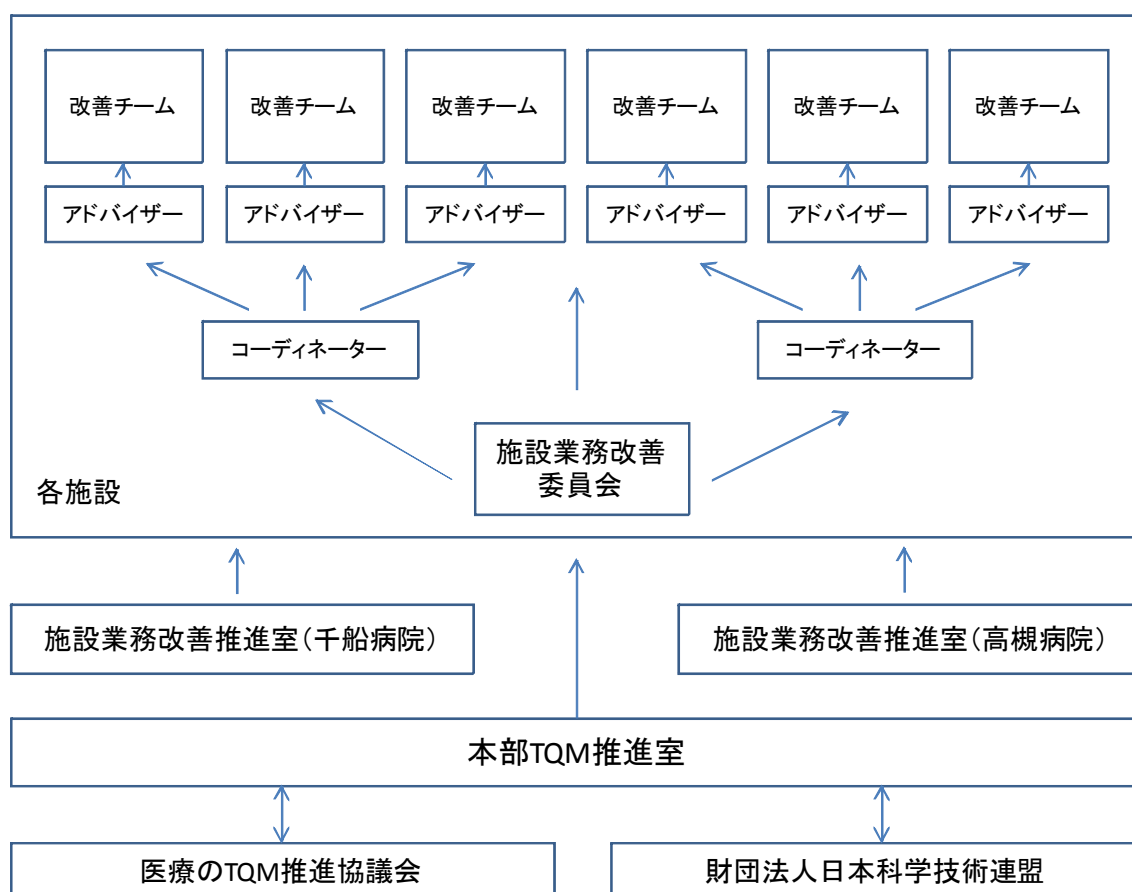 改善チーム
改善チーム
改善チーム
改善チーム
改善チーム
改善チーム
アドバイザー
アドバイザー
アドバイザー
アドバイザー
アドバイザー
アドバイザー
コーディネーター
コーディネーター
施設業務改善
委員会
各施設
施設業務改善推進室(千船病院)
施設業務改善推進室(高槻病院)
本部TQM推進室
医療のTQM推進協議会
財団法人日本科学技術連盟